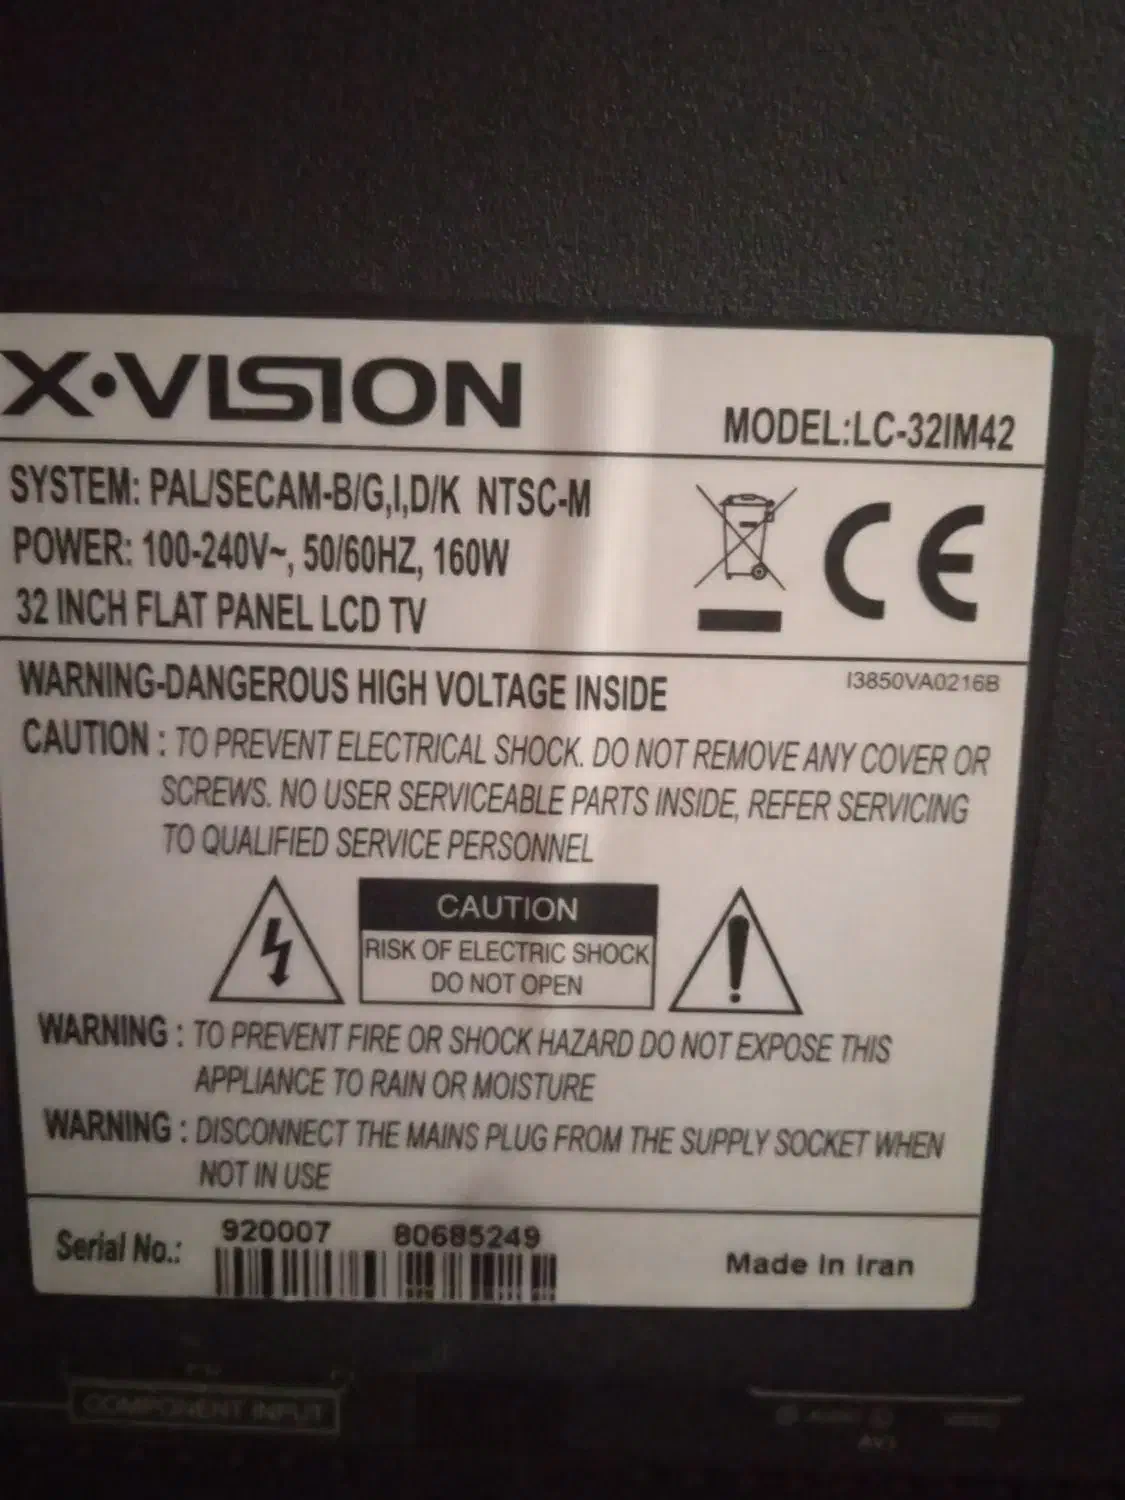 X·VISION
MODEL:LC-32IM42
SYSTEM: PAL/SECAM-B/G,I,D/K NTSC-M
POWER: 100-240V~, 50/60HZ, 160W
32 INCH FLAT PANEL LCD TV
CE
WARNING-DANGEROUS HIGH VOLTAGE INSIDE
I3850VA0216B
CAUTION : TO PREVENT ELECTRICAL SHOCK. DO NOT REMOVE ANY COVER OR
SCREWS. NO USER SERVICEABLE PARTS INSIDE, REFER SERVICING
TO QUALIFIED SERVICE PERSONNEL
CAUTION
RISK OF ELECTRIC SHOCK
DO NOT OPEN
WARNING : TO PREVENT FIRE OR SHOCK HAZARD DO NOT EXPOSE THIS
APPLIANCE TO RAIN OR MOISTURE
WARNING : DISCONNECT THE MAINS PLUG FROM THE SUPPLY SOCKET WHEN
NOT IN USE
Serial No.: 920007 80685249
Made In Iran
COMPONENT INPUT
AUDIO VIDEO